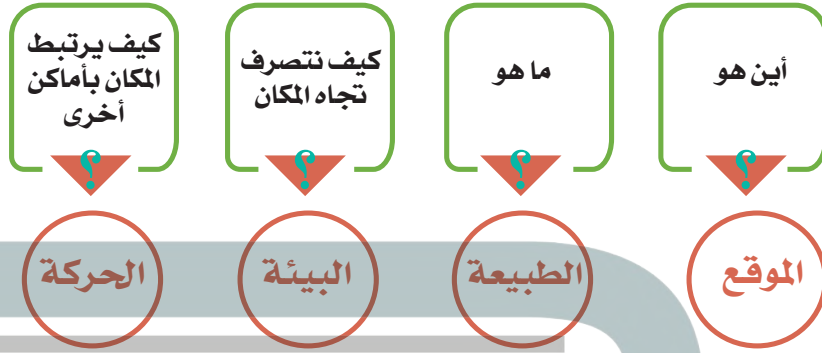 أين هو
؟
الموقع
ما هو
؟
الطبيعة
كيف نتصرف
تجاه المكان
؟
البيئة
كيف يرتبط
المكان بأماكن
أخرى
؟
الحركة